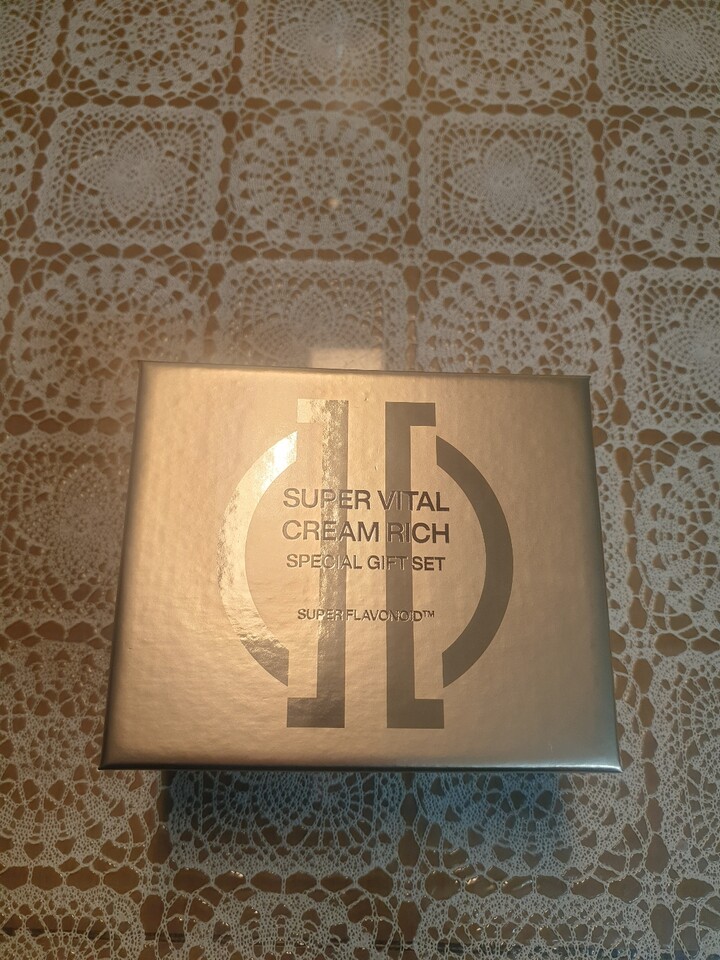 SUPER VITAL
CREAM RICH
SPECIAL GIFT SET
SUPER FLAVONOID™